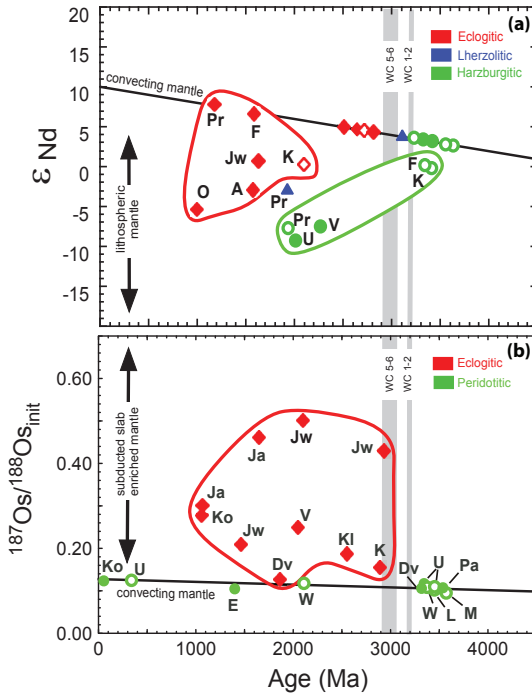 (a)
Eclogitic
Lherzolitic
Harzburgitic
WC 5-6
WC 1-2
convecting mantle
ε Nd
lithospheric
mantle
20
15
10
5
0
-5
-10
-15
Pr
F
Jw
K
O
A
Pr
Pr
U
V
F
K
(b)
Eclogitic
Peridotitic
WC 5-6
WC 1-2
187Os/188Osinit
subducted slab
enriched mantle
0.60
0.40
0.20
0.00
Jw
Ja
Jw
Ja
Ko
V
Jw
Kl
K
Dv
Ko
U
convecting mantle
E
W
Dv
U
Pa
W
L
M
0
1000
2000
3000
4000
Age (Ma)